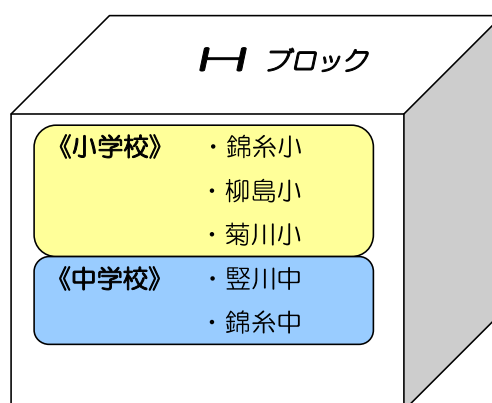 H ブロック
《小学校》 ・錦糸小
・柳島小
・菊川小
《中学校》 ・竪川中
・錦糸中